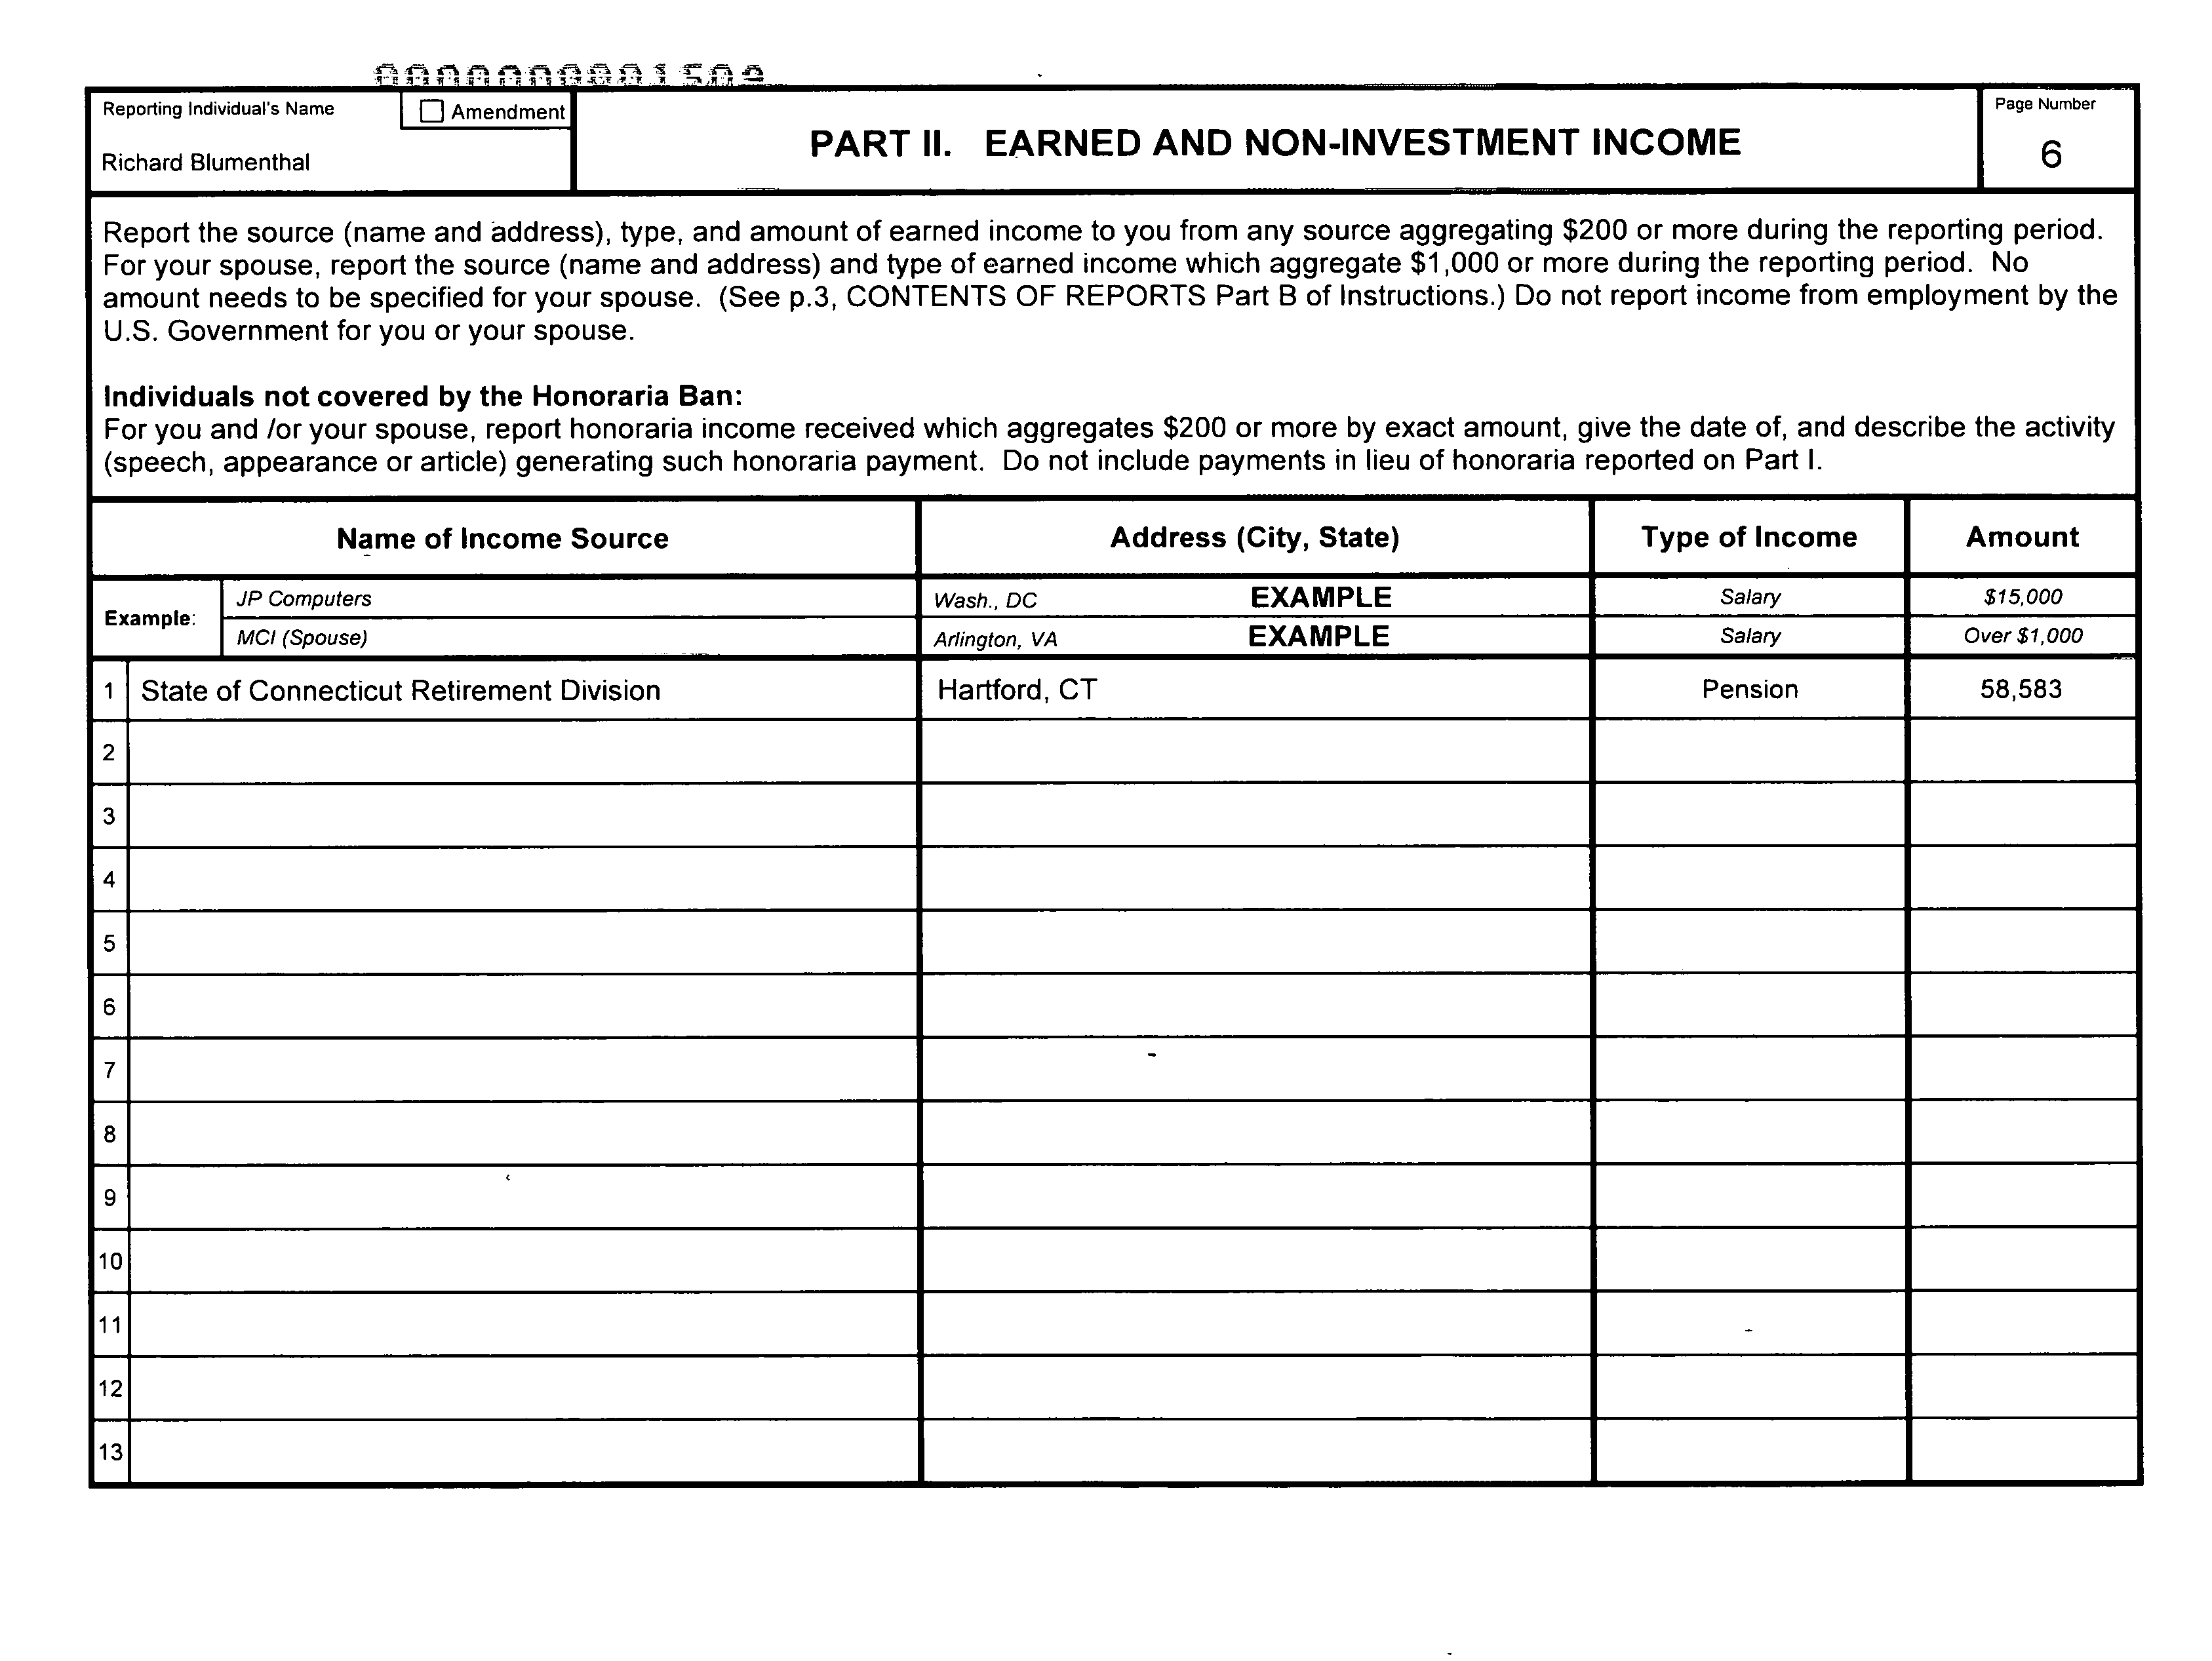 Reporting Individual's Name
Amendment
Richard Blumenthal
PART II. EARNED AND NON-INVESTMENT INCOME
Page Number
6
Report the source (name and address), type, and amount of earned income to you from any source aggregating $200 or more during the reporting period.
For your spouse, report the source (name and address) and type of earned income which aggregate $1,000 or more during the reporting period. No
amount needs to be specified for your spouse. (See p.3, CONTENTS OF REPORTS Part B of Instructions.) Do not report income from employment by the
U.S. Government for you or your spouse.
Individuals not covered by the Honoraria Ban:
For you and /or your spouse, report honoraria income received which aggregates $200 or more by exact amount, give the date of, and describe the activity
(speech, appearance or article) generating such honoraria payment. Do not include payments in lieu of honoraria reported on Part I.
Name of Income Source Address (City, State) Type of Income Amount
Example:
JP Computers Wash., DC EXAMPLE Salary $15,000
MCI (Spouse) Arlington, VA EXAMPLE Salary Over $1,000
1 State of Connecticut Retirement Division Hartford, CT Pension 58,583
2
3
4
5
6
7
8
9
10
11
12
13